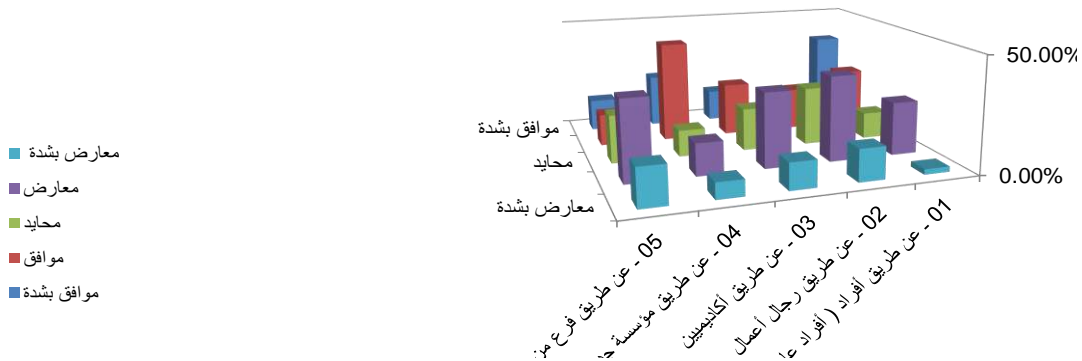 معارض بشدة
معارض
محايد
موافق
موافق بشدة
موافق بشدة
محايد
معارض بشدة
50.00%
0.00%
05 - عن طريق فرع من
04 - عن طريق مؤسسة
03 - عن طريق أكاديميين
02 - عن طريق رجال أعمال
01 - عن طريق أفراد ( أفراد